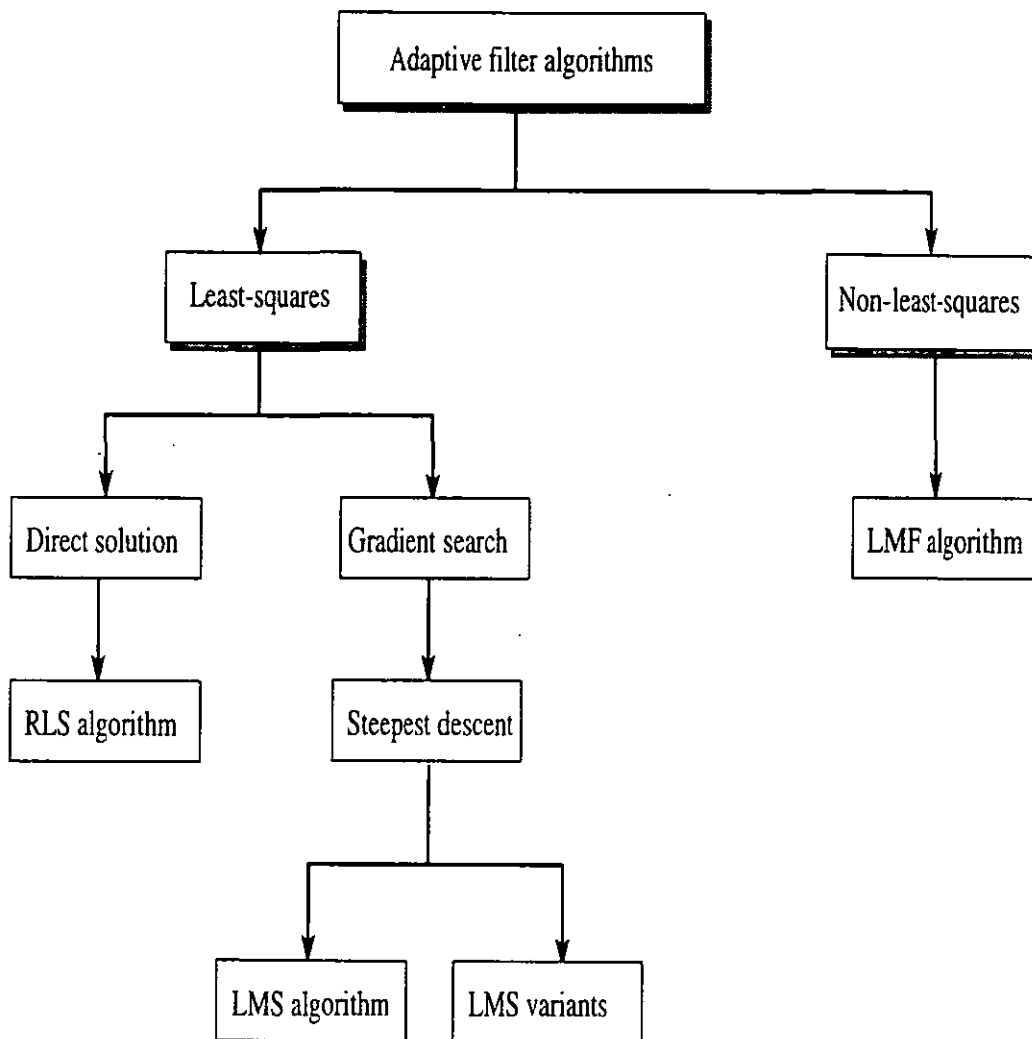 Adaptive filter algorithms
Least-squares
Non-least-squares
Direct solution
Gradient search
LMF algorithm
RLS algorithm
Steepest descent
LMS algorithm
LMS variants